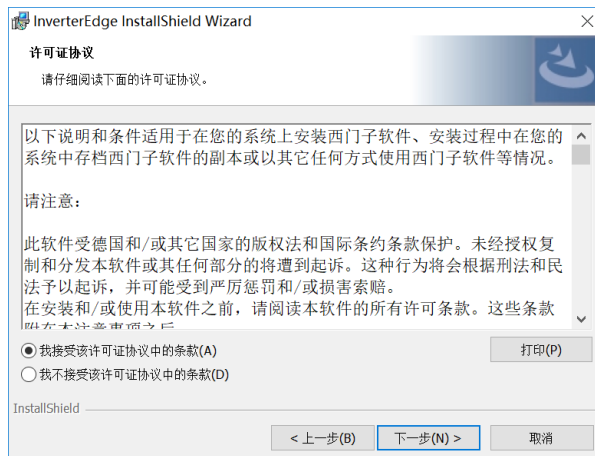 InverterEdge InstallShield Wizard
许可证协议
请仔细阅读下面的许可证协议。
以下说明和条件适用于在您的系统上安装西门子软件、安装过程中在您的
系统中存档西门子软件的副本或以其它任何方式使用西门子软件等情况。
请注意：
此软件受德国和/或其它国家的版权法和国际条约条款保护。未经授权复
制和分发本软件或其任何部分的将遭到起诉。这种行为将会根据刑法和民
法予以起诉，并可能受到严厉惩罚和/或损害索赔。
在安装和/或使用本软件之前，请阅读本软件的所有许可条款。这些条款
附在本注意事项之后
我接受该许可证协议中的条款(A)
打印(P)
我不接受该许可证协议中的条款(D)
InstallShield
< 上一步(B) 下一步(N) > 取消